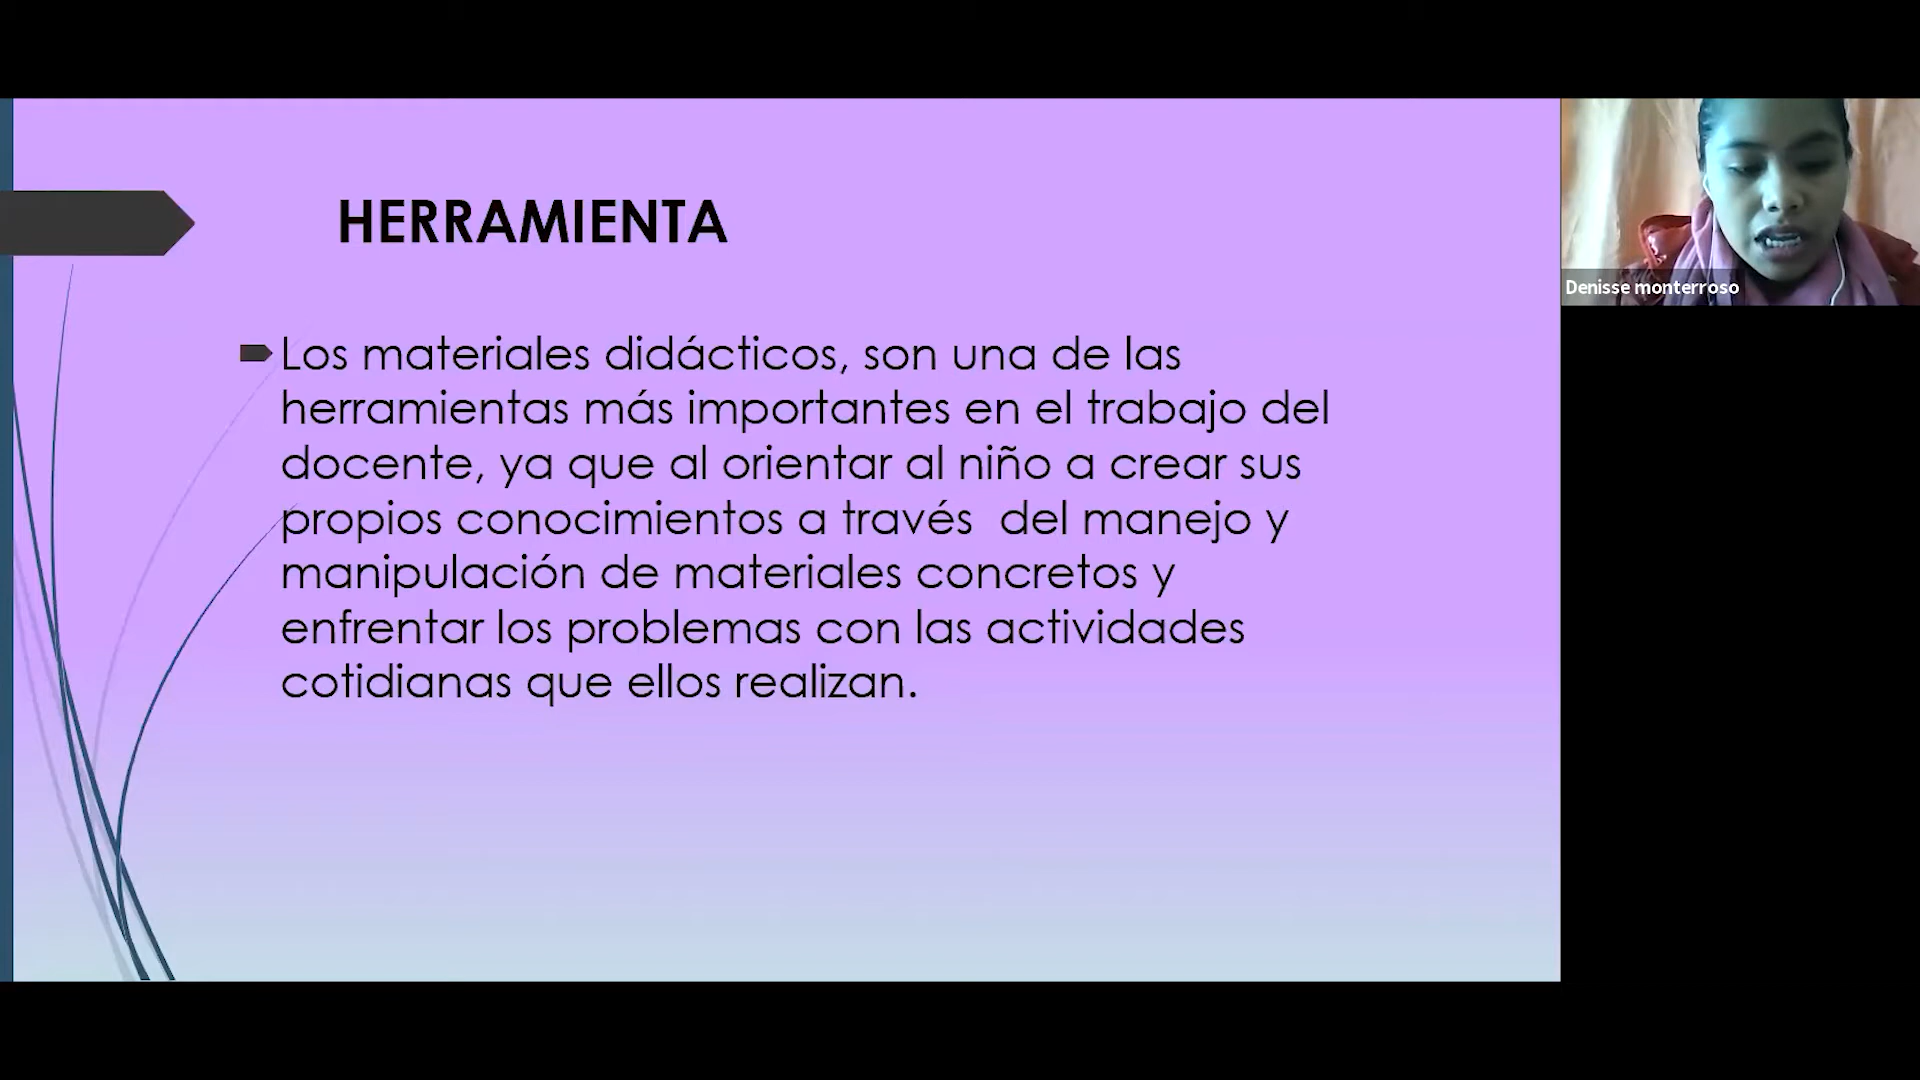 HERRAMIENTA
Los materiales didácticos, son una de las
herramientas más importantes en el trabajo del
docente, ya que al orientar al niño a crear sus
propios conocimientos a través  del manejo y
manipulación de materiales concretos y
enfrentar los problemas con las actividades
cotidianas que ellos realizan.
Denisse monterroso